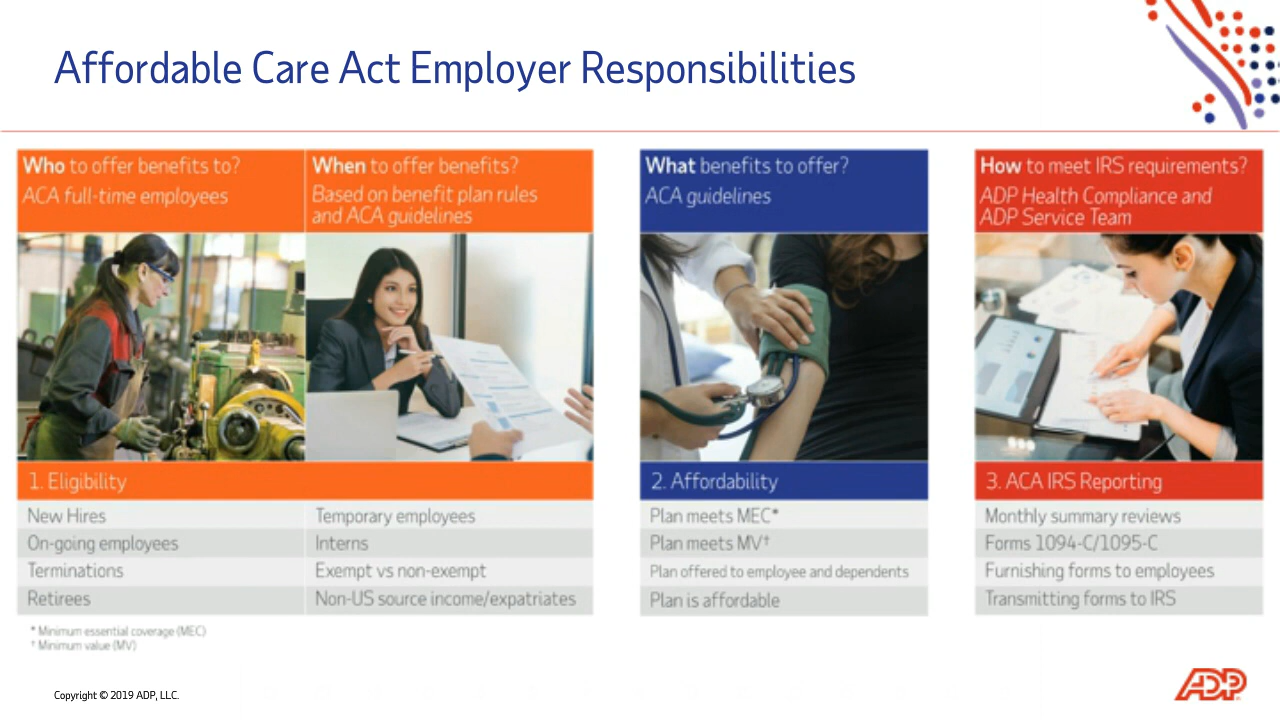 Affordable Care Act Employer Responsibilities
Who to offer benefits to?
ACA full-time employees
When to offer benefits?
Based on benefit plan rules
and ACA guidelines
What benefits to offer?
ACA guidelines
How to meet IRS requirements?
ADP Health Compliance and
ADP Service Team
1. Eligibility
New Hires
On-going employees
Terminations
Retirees
Temporary employees
Interns
Exempt vs non-exempt
Non-US source income/expatriates
2. Affordability
Plan meets MEC*
Plan meets MV†
Plan offered to employee and dependents
Plan is affordable
3. ACA IRS Reporting
Monthly summary reviews
Forms 1094-C/1095-C
Furnishing forms to employees
Transmitting forms to IRS
* Minimum essential coverage (MEC)
† Minimum value (MV)
Copyright © 2019 ADP, LLC.
ADP